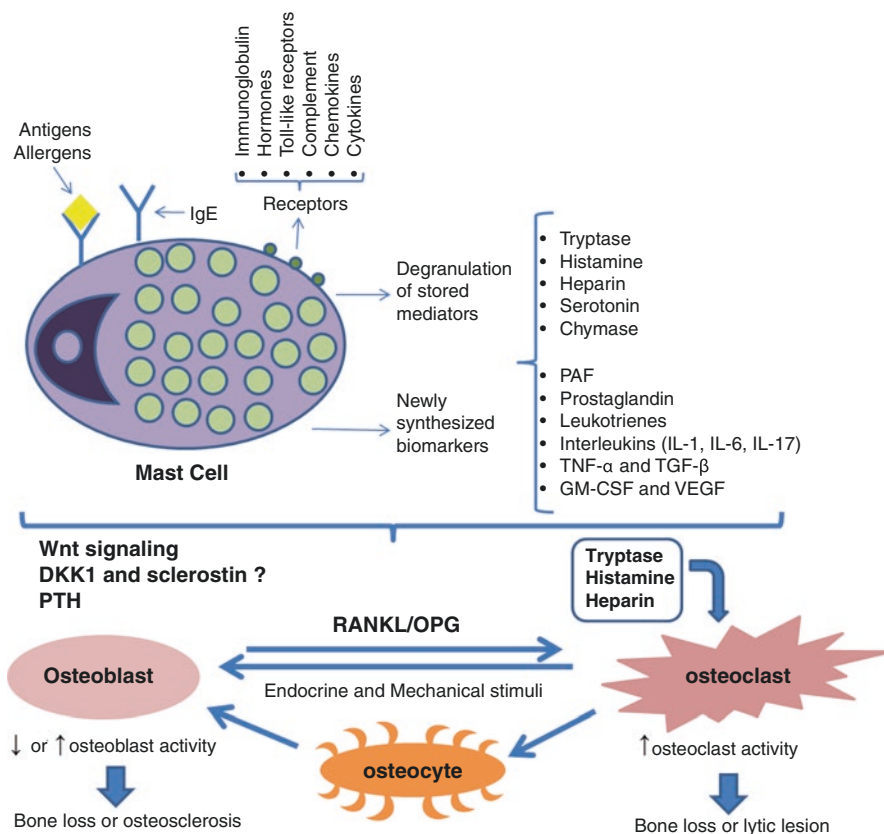 Antigens
Allergens
IgE
• Immunoglobulin
• Hormones
• Toll-like receptors
• Complement
• Chemokines
• Cytokines
Receptors
Degranulation
of stored
mediators
• Tryptase
• Histamine
• Heparin
• Serotonin
• Chymase
Newly
synthesized
biomarkers
• PAF
• Prostaglandin
• Leukotrienes
• Interleukins (IL-1, IL-6, IL-17)
• TNF-α and TGF-β
• GM-CSF and VEGF
Mast Cell
Wnt signaling
DKK1 and sclerostin ?
PTH
Tryptase
Histamine
Heparin
RANKL/OPG
Osteoblast
Endocrine and Mechanical stimuli
osteoclast
osteocyte
↓ or ↑ osteoblast activity
↑ osteoclast activity
Bone loss or osteosclerosis
Bone loss or lytic lesion